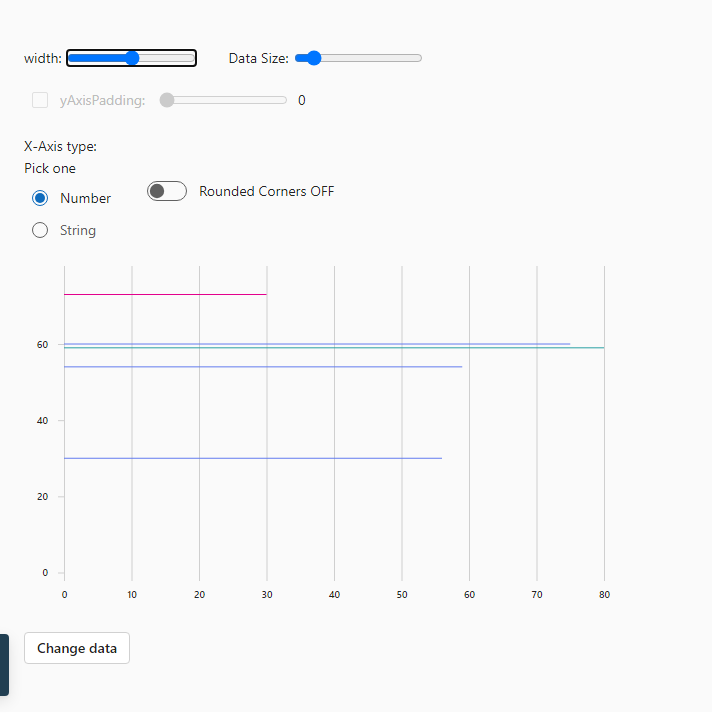 width: Data Size:
yAxisPadding: 0
X-Axis type:
Pick one
Number Rounded Corners OFF
String
60
40
20
0
0 10 20 30 40 50 60 70 80
Change data